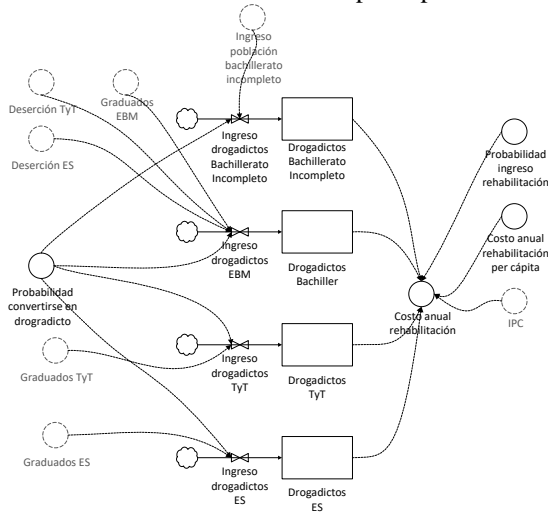 Ingreso
población
bachillerato
incompleto
Deserción TyT
Graduados
EBM
Deserción ES
Ingreso
drogadictos
Bachillerato
Incompleto
Drogadictos
Bachillerato
Incompleto
Probabilidad
ingreso
rehabilitación
Ingreso
drogadictos
EBM
Drogadictos
Bachiller
Costo anual
rehabilitación
per cápita
Probabilidad
convertirse en
drogradicto
Costo anual
rehabilitación
IPC
Graduados TyT
Ingreso
drogadictos
TyT
Drogadictos
TyT
Graduados ES
Ingreso
drogadictos
ES
Drogadictos
ES